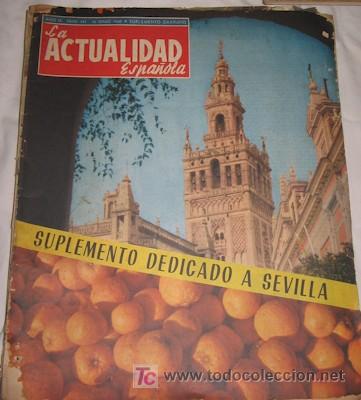 La
ACTUALIDAD
Española
SUPLEMENTO DEDICADO A SEVILLA
TC
www.todocoleccion.net